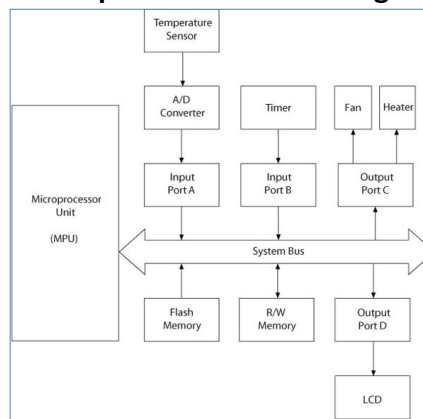 Temperature
Sensor
A/D
Converter
Timer
Fan
Heater
Input
Port A
Input
Port B
Output
Port C
Microprocessor
Unit
(MPU)
System Bus
Flash
Memory
R/W
Memory
Output
Port D
LCD